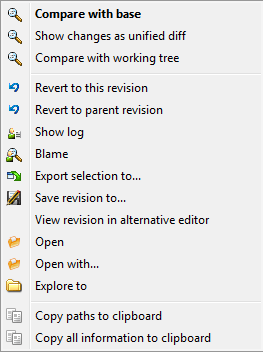 Compare with base
Show changes as unified diff
Compare with working tree
Revert to this revision
Revert to parent revision
Show log
Blame
Export selection to...
Save revision to...
View revision in alternative editor
Open
Open with...
Explore to
Copy paths to clipboard
Copy all information to clipboard